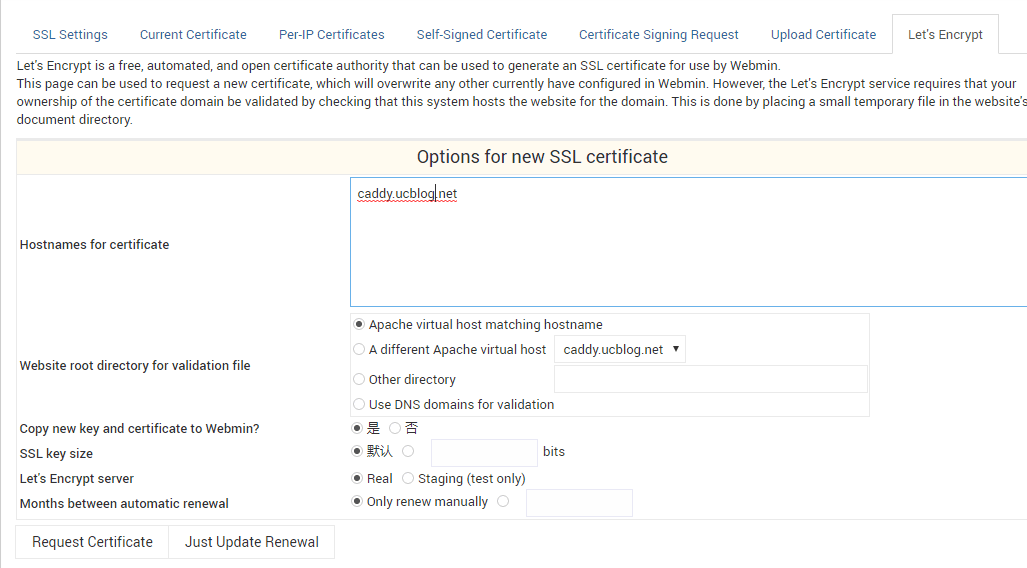 SSL Settings Current Certificate Per-IP Certificates Self-Signed Certificate Certificate Signing Request Upload Certificate Let's Encrypt
Let's Encrypt is a free, automated, and open certificate authority that can be used to generate an SSL certificate for use by Webmin.
This page can be used to request a new certificate, which will overwrite any other currently have configured in Webmin. However, the Let's Encrypt service requires that your
ownership of the certificate domain be validated by checking that this system hosts the website for the domain. This is done by placing a small temporary file in the website's
document directory.
Options for new SSL certificate
Hostnames for certificate
caddy.ucblog.net
Website root directory for validation file
Apache virtual host matching hostname
A different Apache virtual host caddy.ucblog.net
Other directory
Use DNS domains for validation
Copy new key and certificate to Webmin? 是 否
SSL key size 默认 bits
Let's Encrypt server Real Staging (test only)
Months between automatic renewal Only renew manually
Request Certificate Just Update Renewal